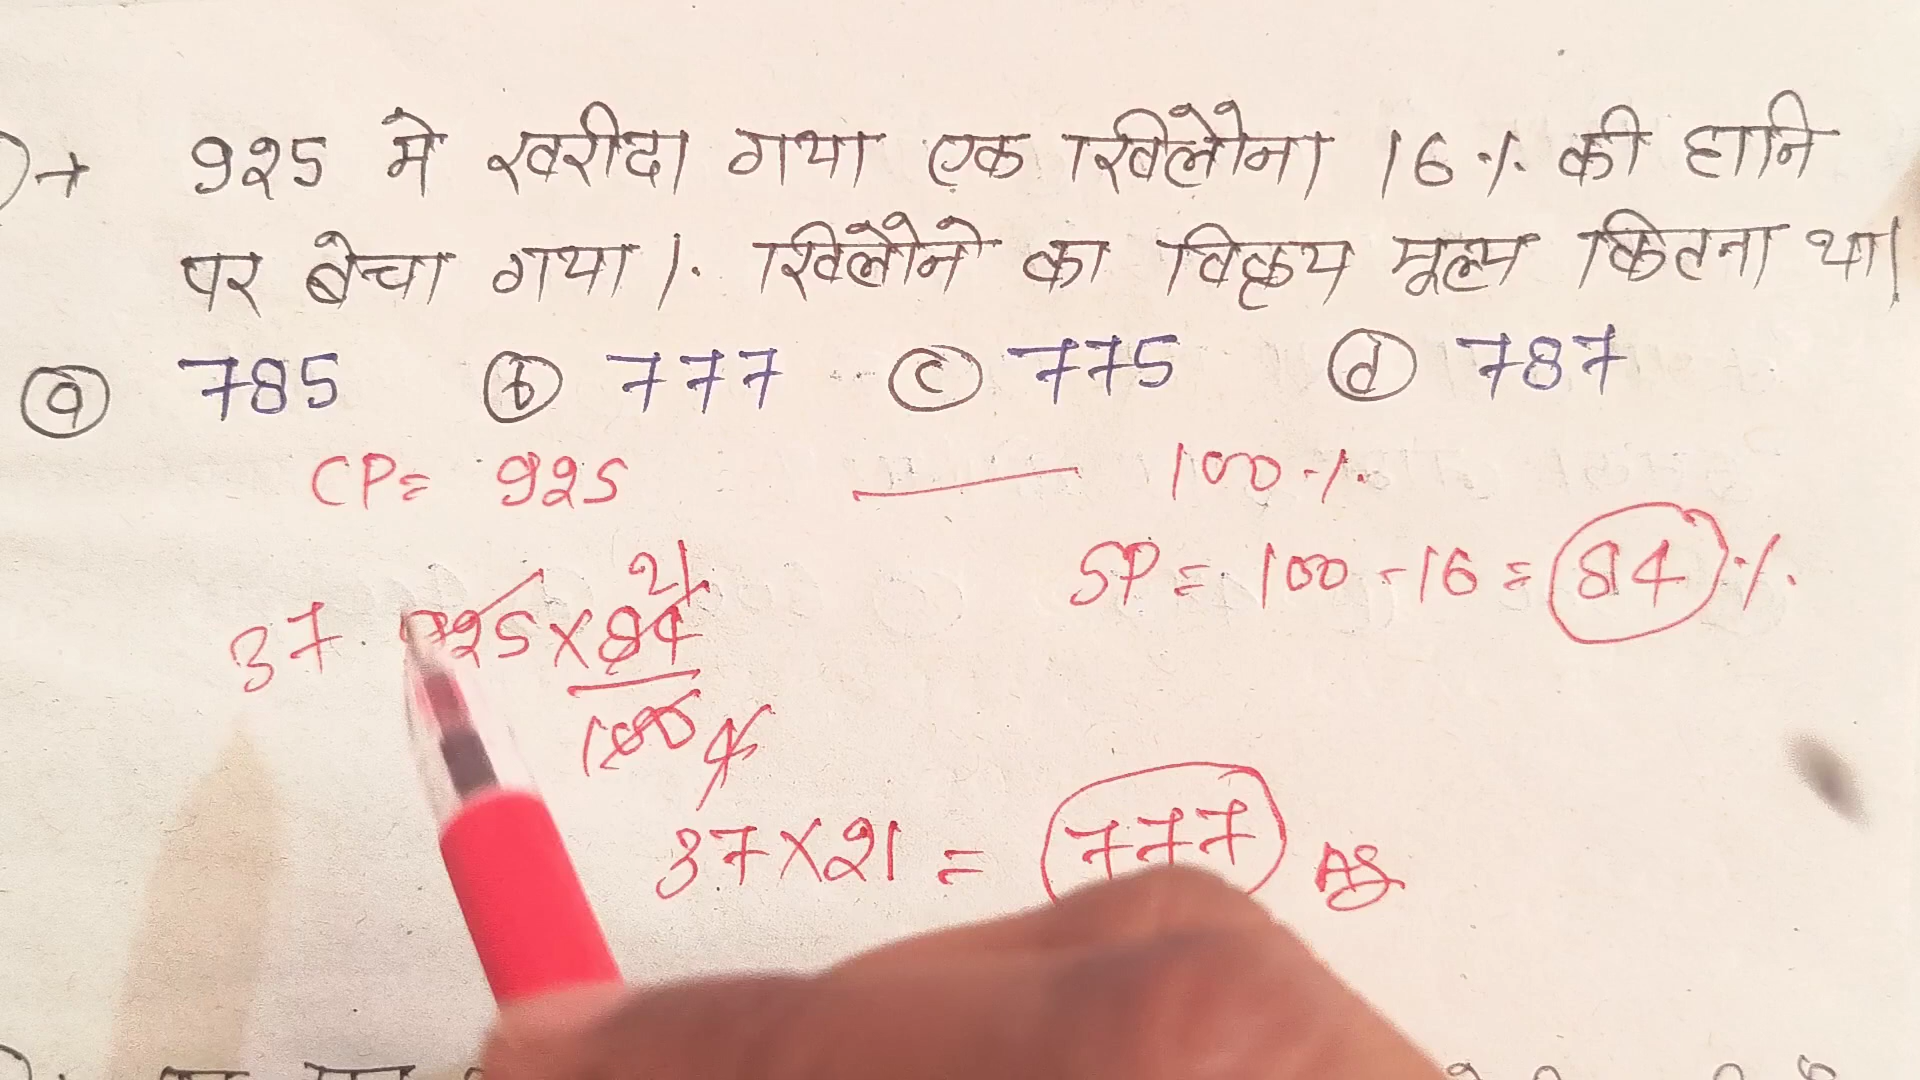 925 मे खरीदा गया एक खिलौना 16% की हानि
पर बेचा गया। खिलौने का विक्रय मूल्य कितना था।
(a) 785 (b) 777 (c) 775 (d) 787
CP= 925 — 100%
SP = 100 - 16 = 84%
21
37 925 × 84
100 4
37 × 21 = 777 Ans